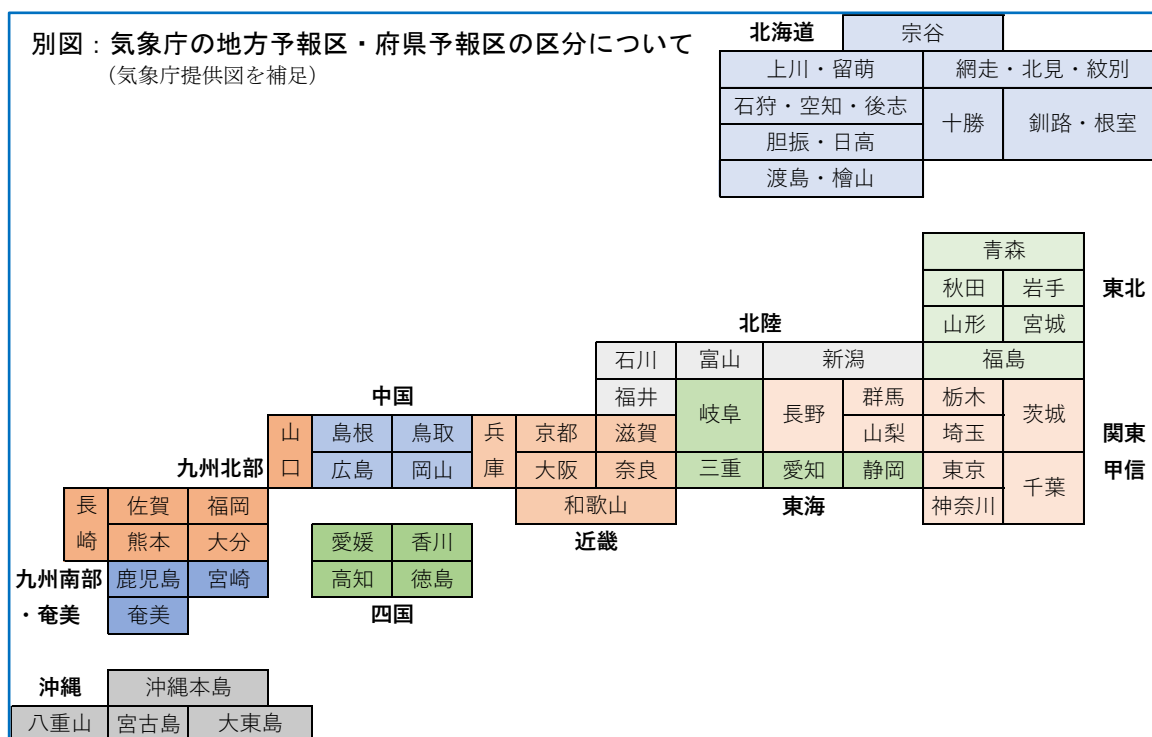 別図：気象庁の地方予報区・府県予報区の区分について
（気象庁提供図を補足）
北海道 宗谷
上川・留萌 網走・北見・紋別
石狩・空知・後志 十勝 釧路・根室
胆振・日高
渡島・檜山
青森
秋田 岩手 東北
山形 宮城
北陸
石川 富山 新潟 福島
中国 福井 岐阜 長野 群馬 栃木 茨城
山口 島根 鳥取 兵庫 京都 滋賀 山梨 埼玉 関東
九州北部 広島 岡山 大阪 奈良 三重 愛知 静岡 東京 千葉 甲信
長崎 佐賀 福岡 和歌山 東海 神奈川
熊本 大分 愛媛 香川 近畿
九州南部 鹿児島 宮崎 高知 徳島
・奄美 奄美 四国
沖縄 沖縄本島
八重山 宮古島 大東島